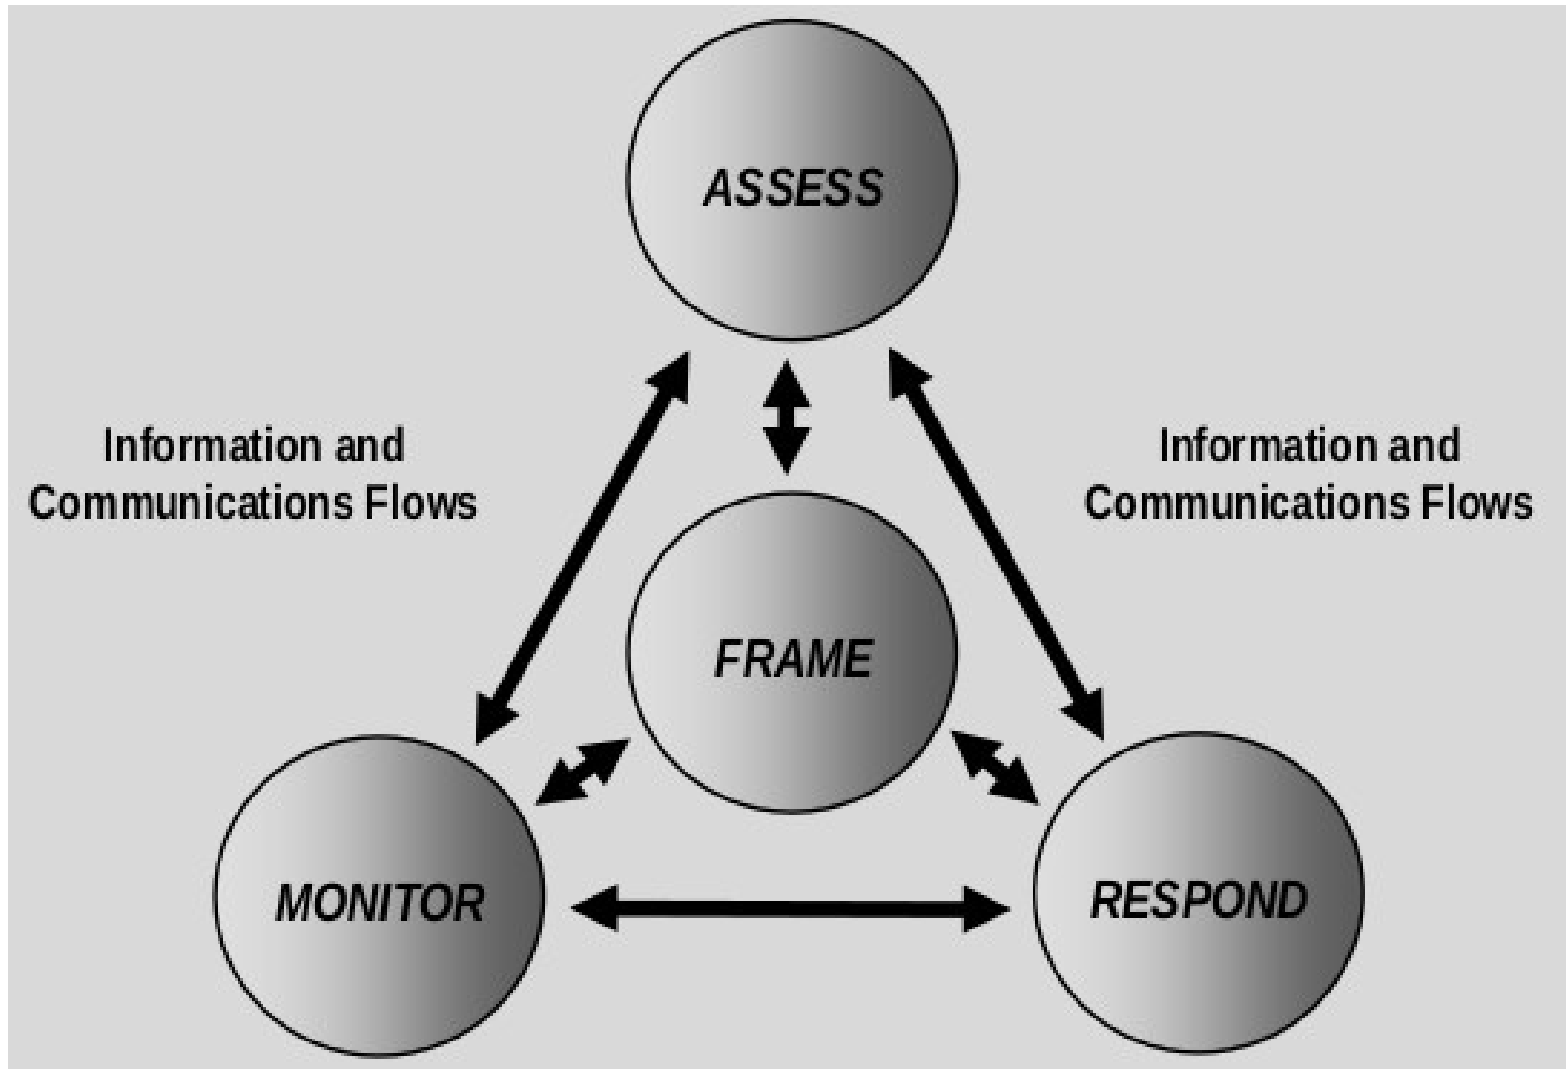 ASSESS
Information and
Communications Flows
Information and
Communications Flows
FRAME
MONITOR
RESPOND